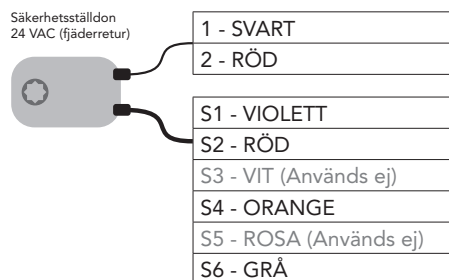 Säkerhetsställdon
24 VAC (fjäderretur)
1 - SVART
2 - RÖD
S1 - VIOLETT
S2 - RÖD
S3 - VIT (Används ej)
S4 - ORANGE
S5 - ROSA (Används ej)
S6 - GRÅ